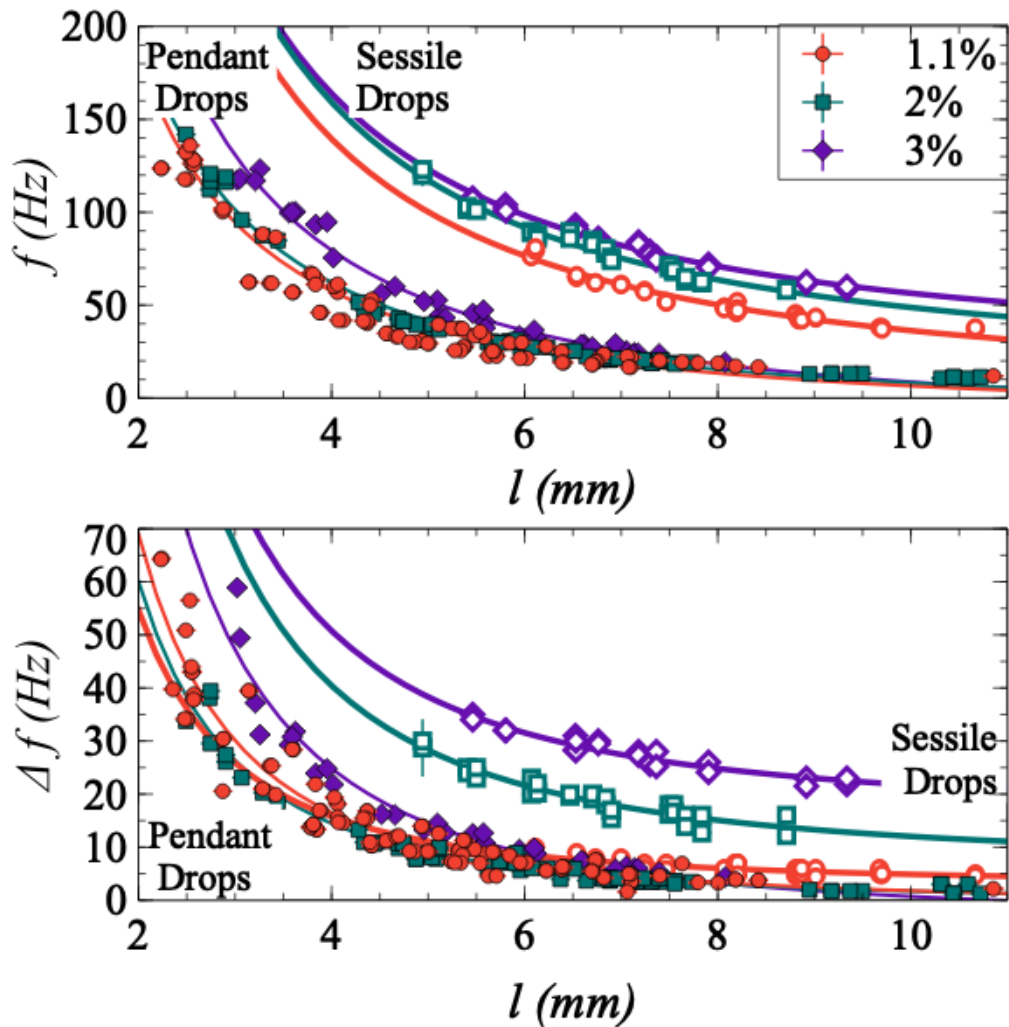 200
150
100
50
0
f (Hz)
Pendant
Drops
Sessile
Drops
1.1%
2%
3%
2 4 6 8 10
l (mm)
70
60
50
40
30
20
10
0
Δ f (Hz)
Sessile
Drops
Pendant
Drops
2 4 6 8 10
l (mm)